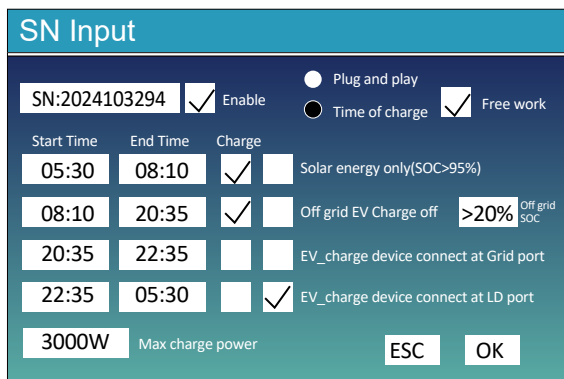 SN Input
SN:2024103294 Enable Plug and play
Time of charge Free work
Start Time End Time Charge
05:30 08:10 Solar energy only(SOC>95%)
08:10 20:35 Off grid EV Charge off >20% Off grid SOC
20:35 22:35 EV_charge device connect at Grid port
22:35 05:30 EV_charge device connect at LD port
3000W Max charge power ESC OK